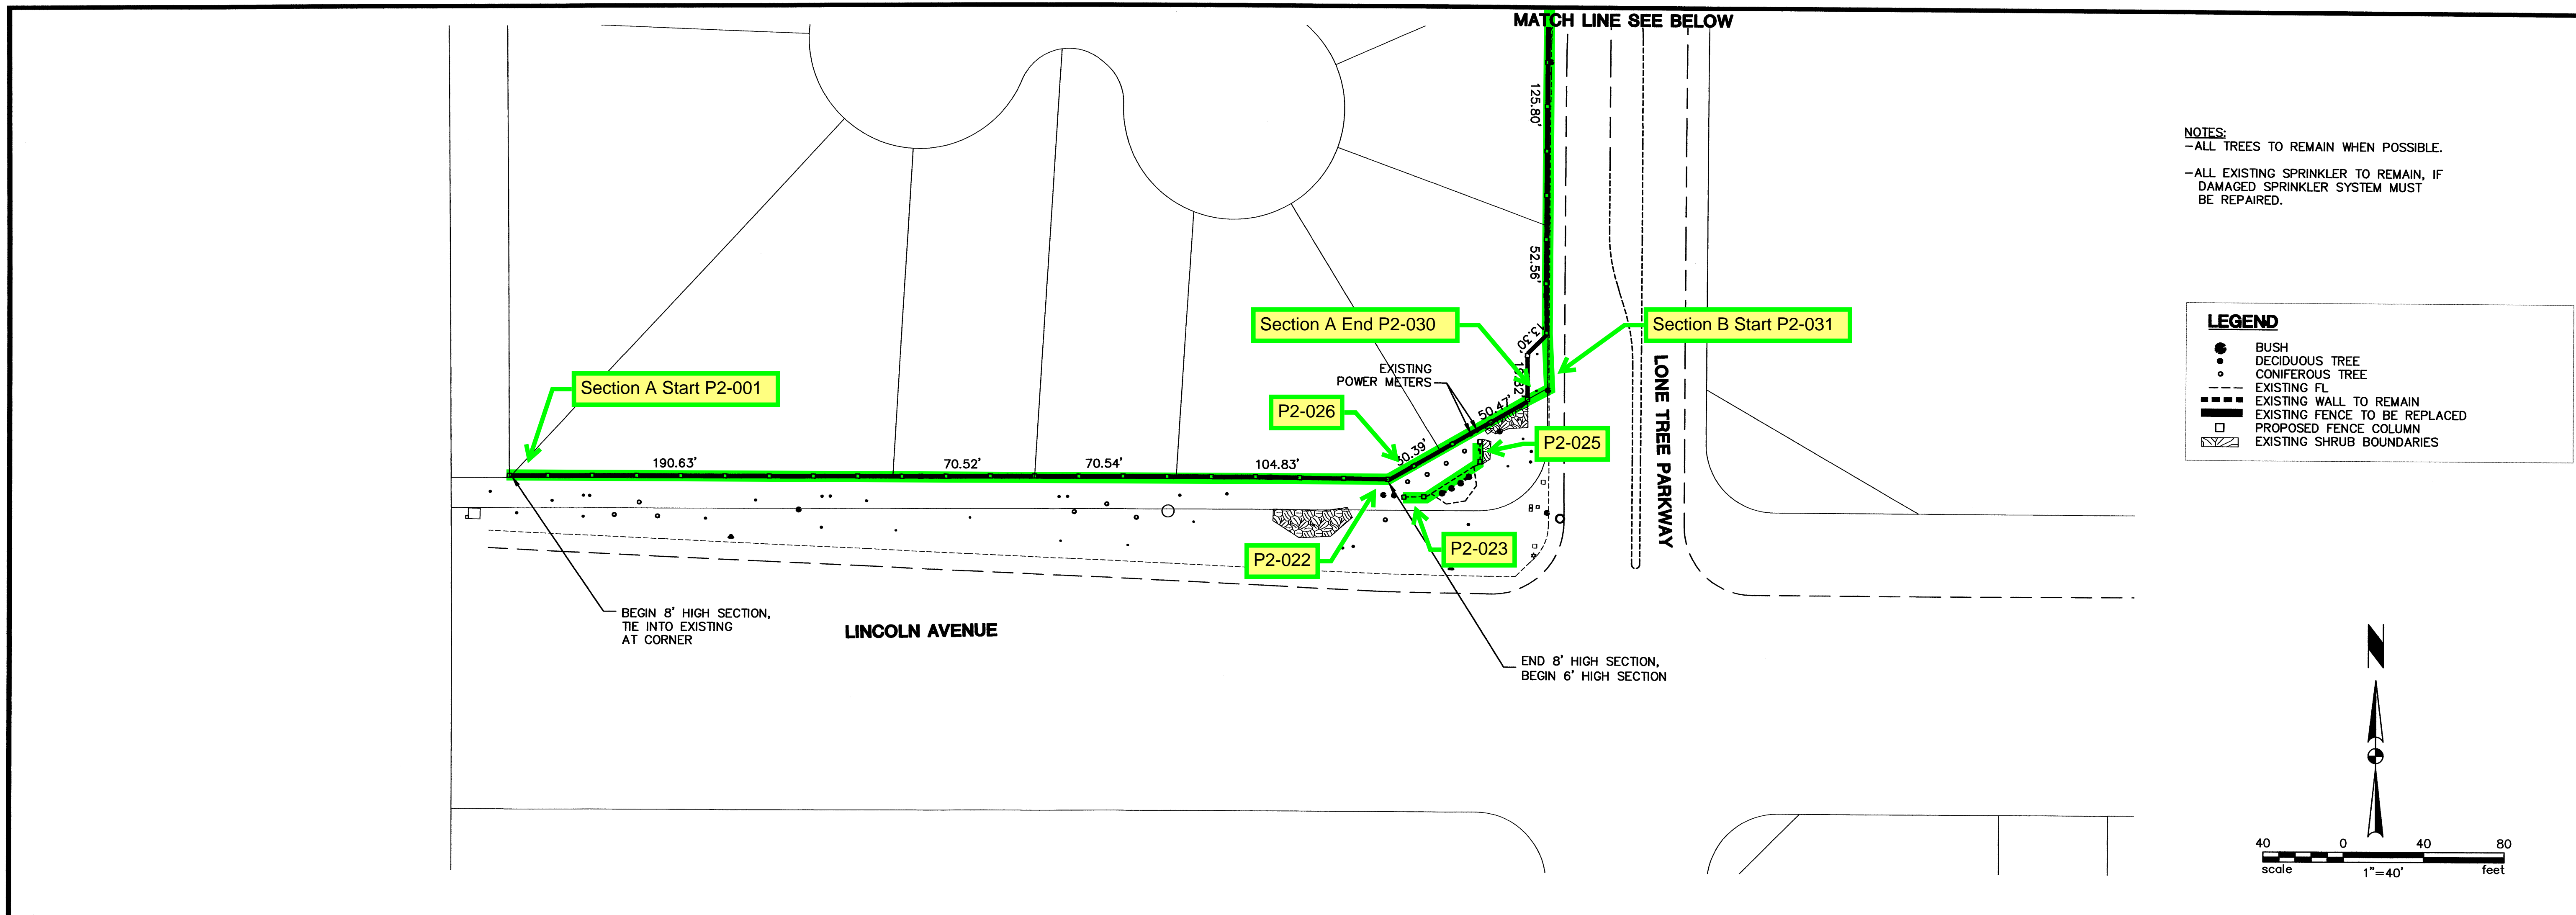 MATCH LINE SEE BELOW
125.80'
NOTES:
-ALL TREES TO REMAIN WHEN POSSIBLE.
-ALL EXISTING SPRINKLER TO REMAIN, IF
DAMAGED SPRINKLER SYSTEM MUST
BE REPAIRED.
52.56'
Section A End P2-030
Section B Start P2-031
13.30'
LEGEND
BUSH
DECIDUOUS TREE
CONIFEROUS TREE
EXISTING FL
EXISTING WALL TO REMAIN
EXISTING FENCE TO BE REPLACED
PROPOSED FENCE COLUMN
EXISTING SHRUB BOUNDARIES
EXISTING
POWER METERS
LONE TREE PARKWAY
Section A Start P2-001
P2-026
50.47'
P2-025
190.63'
70.52'
70.54'
104.83'
P2-022
P2-023
BEGIN 8' HIGH SECTION,
TIE INTO EXISTING
AT CORNER
LINCOLN AVENUE
END 8' HIGH SECTION,
BEGIN 6' HIGH SECTION
N
40 0 40 80
scale 1"=40' feet